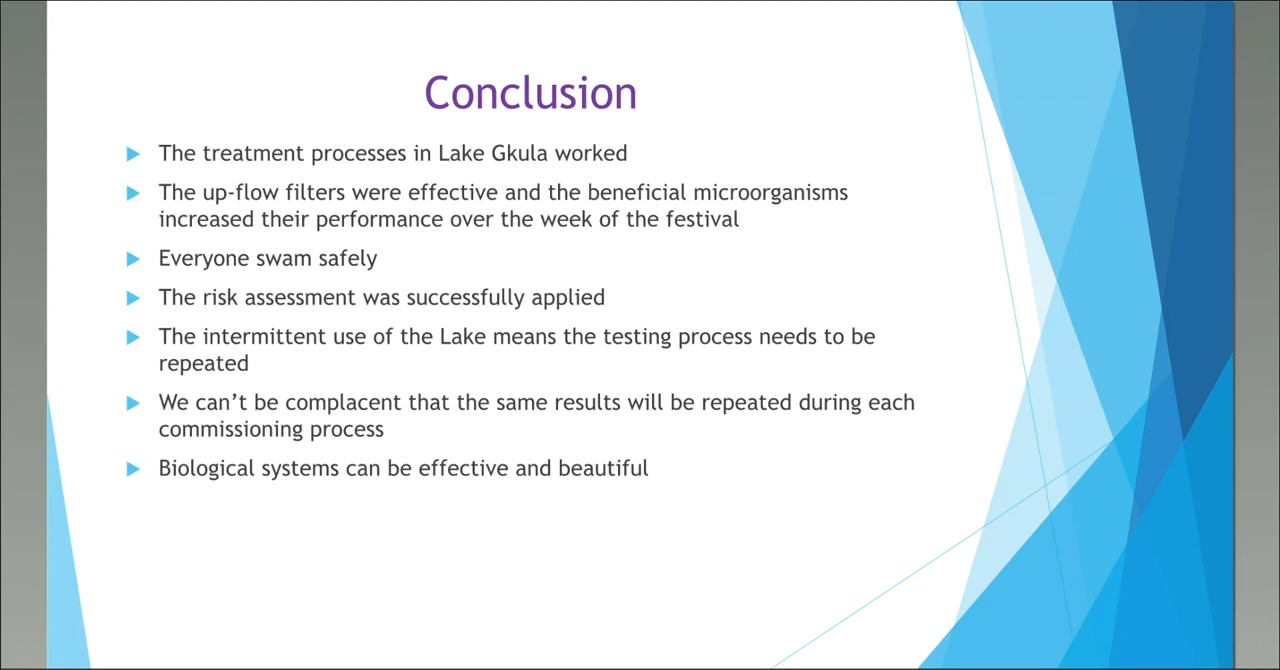 Conclusion
The treatment processes in Lake Gkula worked
The up-flow filters were effective and the beneficial microorganisms
increased their performance over the week of the festival
Everyone swam safely
The risk assessment was successfully applied
The intermittent use of the Lake means the testing process needs to be
repeated
We can’t be complacent that the same results will be repeated during each
commissioning process
Biological systems can be effective and beautiful